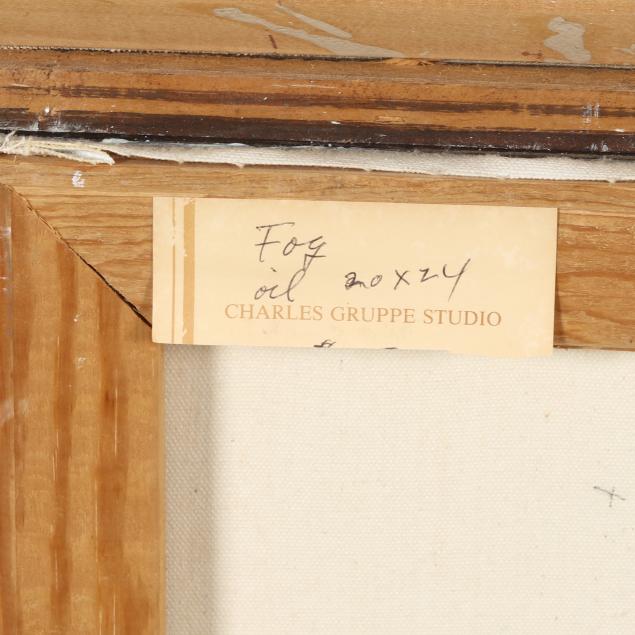 Fog
oil 20x24
CHARLES GRUPPE STUDIO